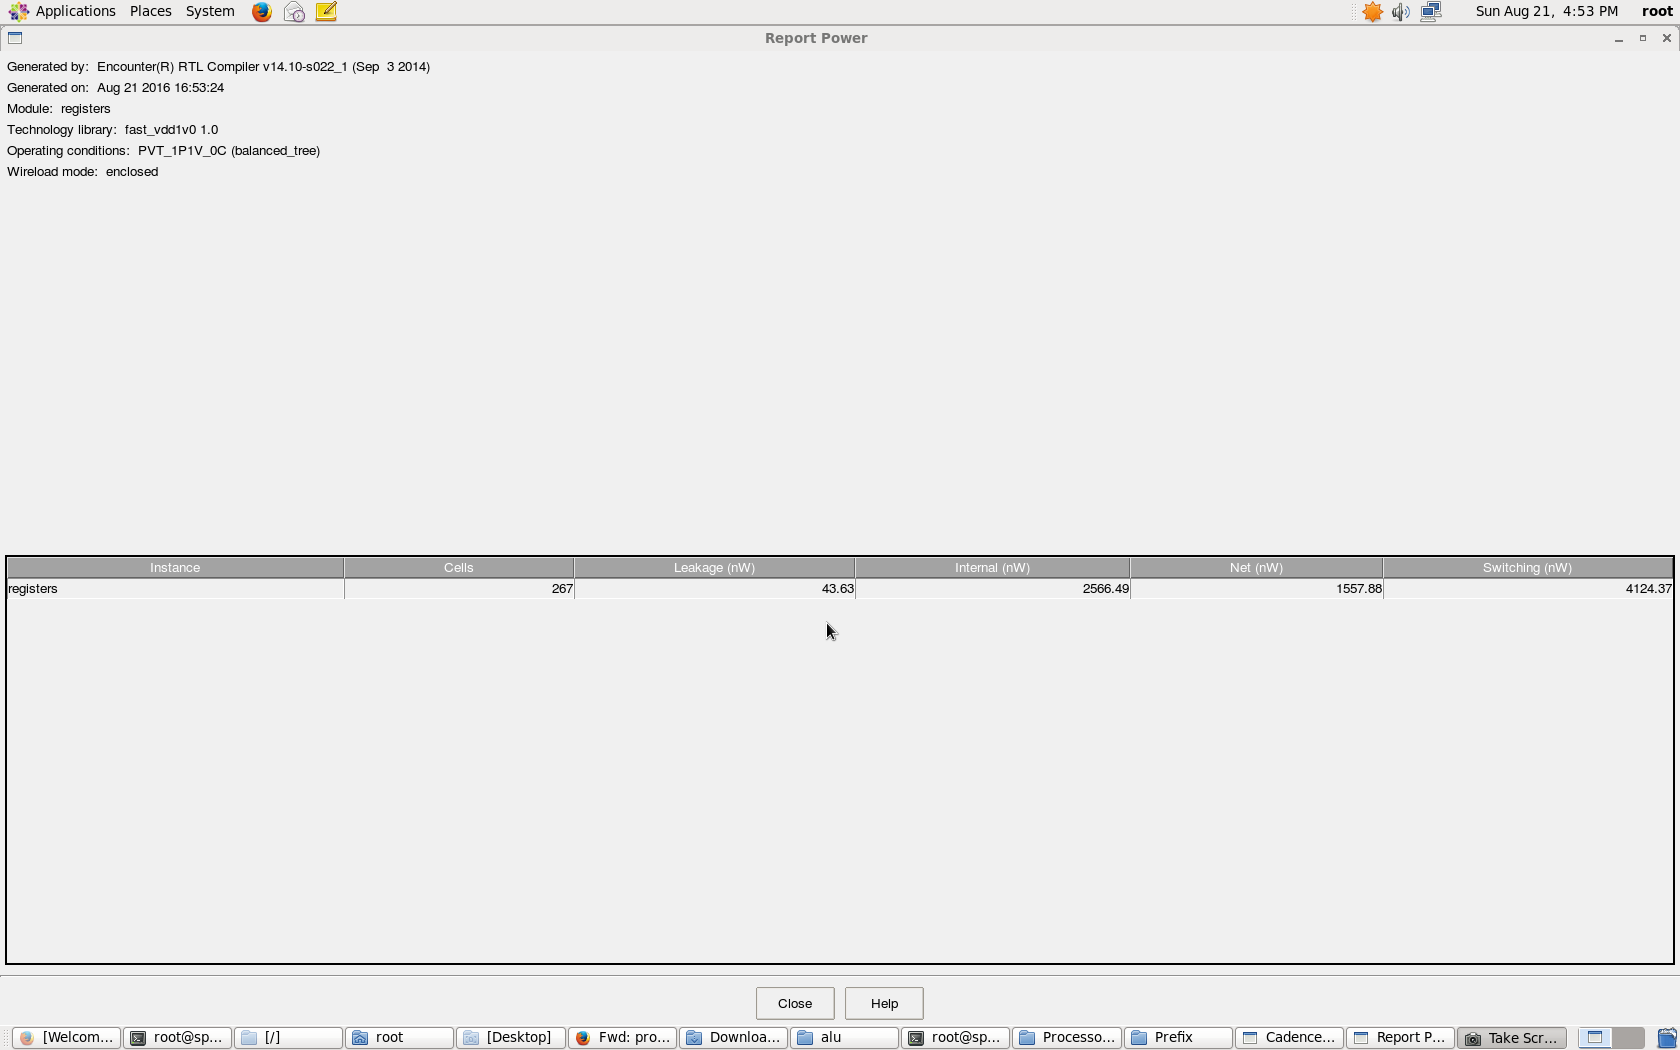 Applications Places System Sun Aug 21, 4:53 PM root
Report Power
Generated by: Encounter(R) RTL Compiler v14.10-s022_1 (Sep 3 2014)
Generated on: Aug 21 2016 16:53:24
Module: registers
Technology library: fast_vdd1v0 1.0
Operating conditions: PVT_1P1V_0C (balanced_tree)
Wireload mode: enclosed
Instance Cells Leakage (nW) Internal (nW) Net (nW) Switching (nW)
registers 267 43.63 2566.49 1557.88 4124.37
Close Help
[Welcom... root@sp... [/] root [Desktop] Fwd: pro... Downloa... alu root@sp... Processo... Prefix Cadence... Report P... Take Scr...